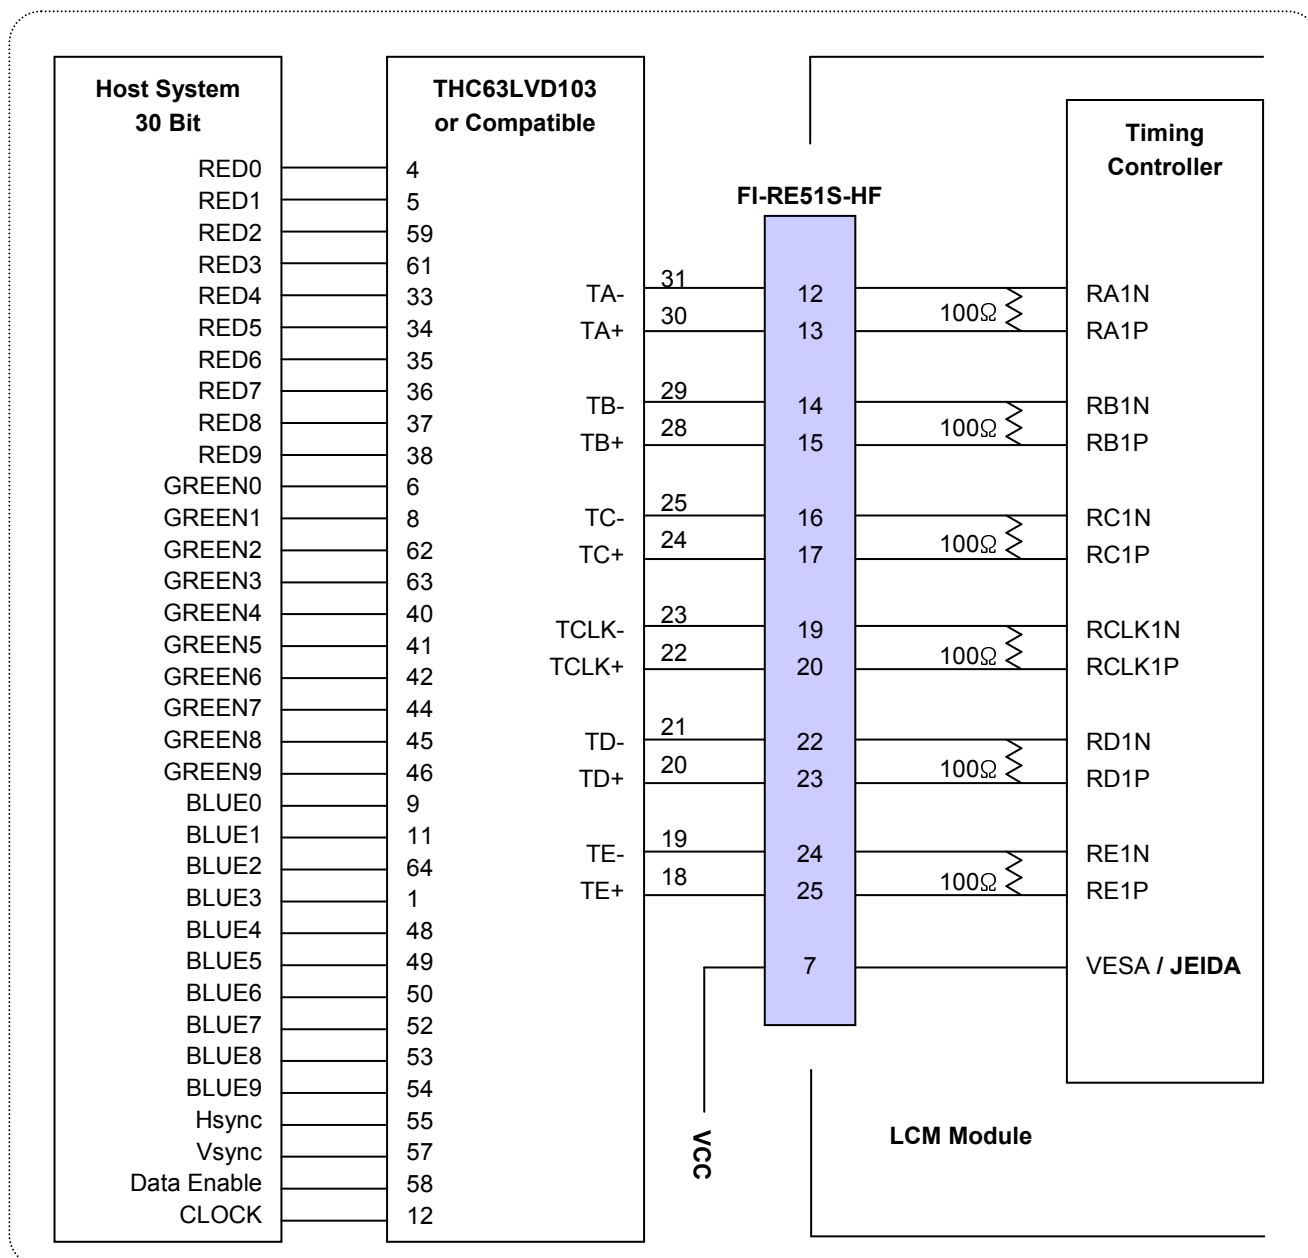 Host System
30 Bit
THC63LVD103
or Compatible
Timing
Controller
FI-RE51S-HF
RED0 4
RED1 5
RED2 59
RED3 61
RED4 33
RED5 34
RED6 35
RED7 36
RED8 37
RED9 38
GREEN0 6
GREEN1 8
GREEN2 62
GREEN3 63
GREEN4 40
GREEN5 41
GREEN6 42
GREEN7 44
GREEN8 45
GREEN9 46
BLUE0 9
BLUE1 11
BLUE2 64
BLUE3 1
BLUE4 48
BLUE5 49
BLUE6 50
BLUE7 52
BLUE8 53
BLUE9 54
Hsync 55
Vsync 57
Data Enable 58
CLOCK 12
TA- 31 12 RA1N
100Ω
TA+ 30 13 RA1P
TB- 29 14 RB1N
100Ω
TB+ 28 15 RB1P
TC- 25 16 RC1N
100Ω
TC+ 24 17 RC1P
TCLK- 23 19 RCLK1N
100Ω
TCLK+ 22 20 RCLK1P
TD- 21 22 RD1N
100Ω
TD+ 20 23 RD1P
TE- 19 24 RE1N
100Ω
TE+ 18 25 RE1P
7 VESA / JEIDA
VCC
LCM Module